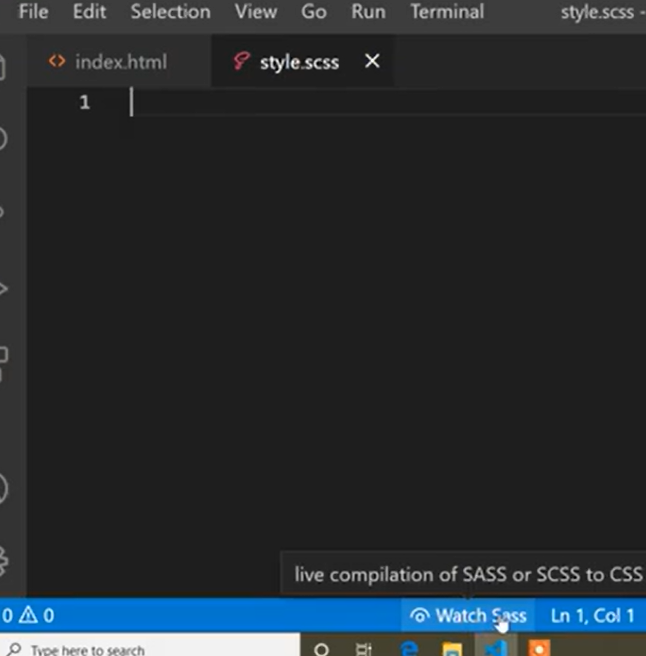 File Edit Selection View Go Run Terminal style.scss -
index.html style.scss
1
live compilation of SASS or SCSS to CSS
0 0 Watch Sass Ln 1, Col 1
Type here to search